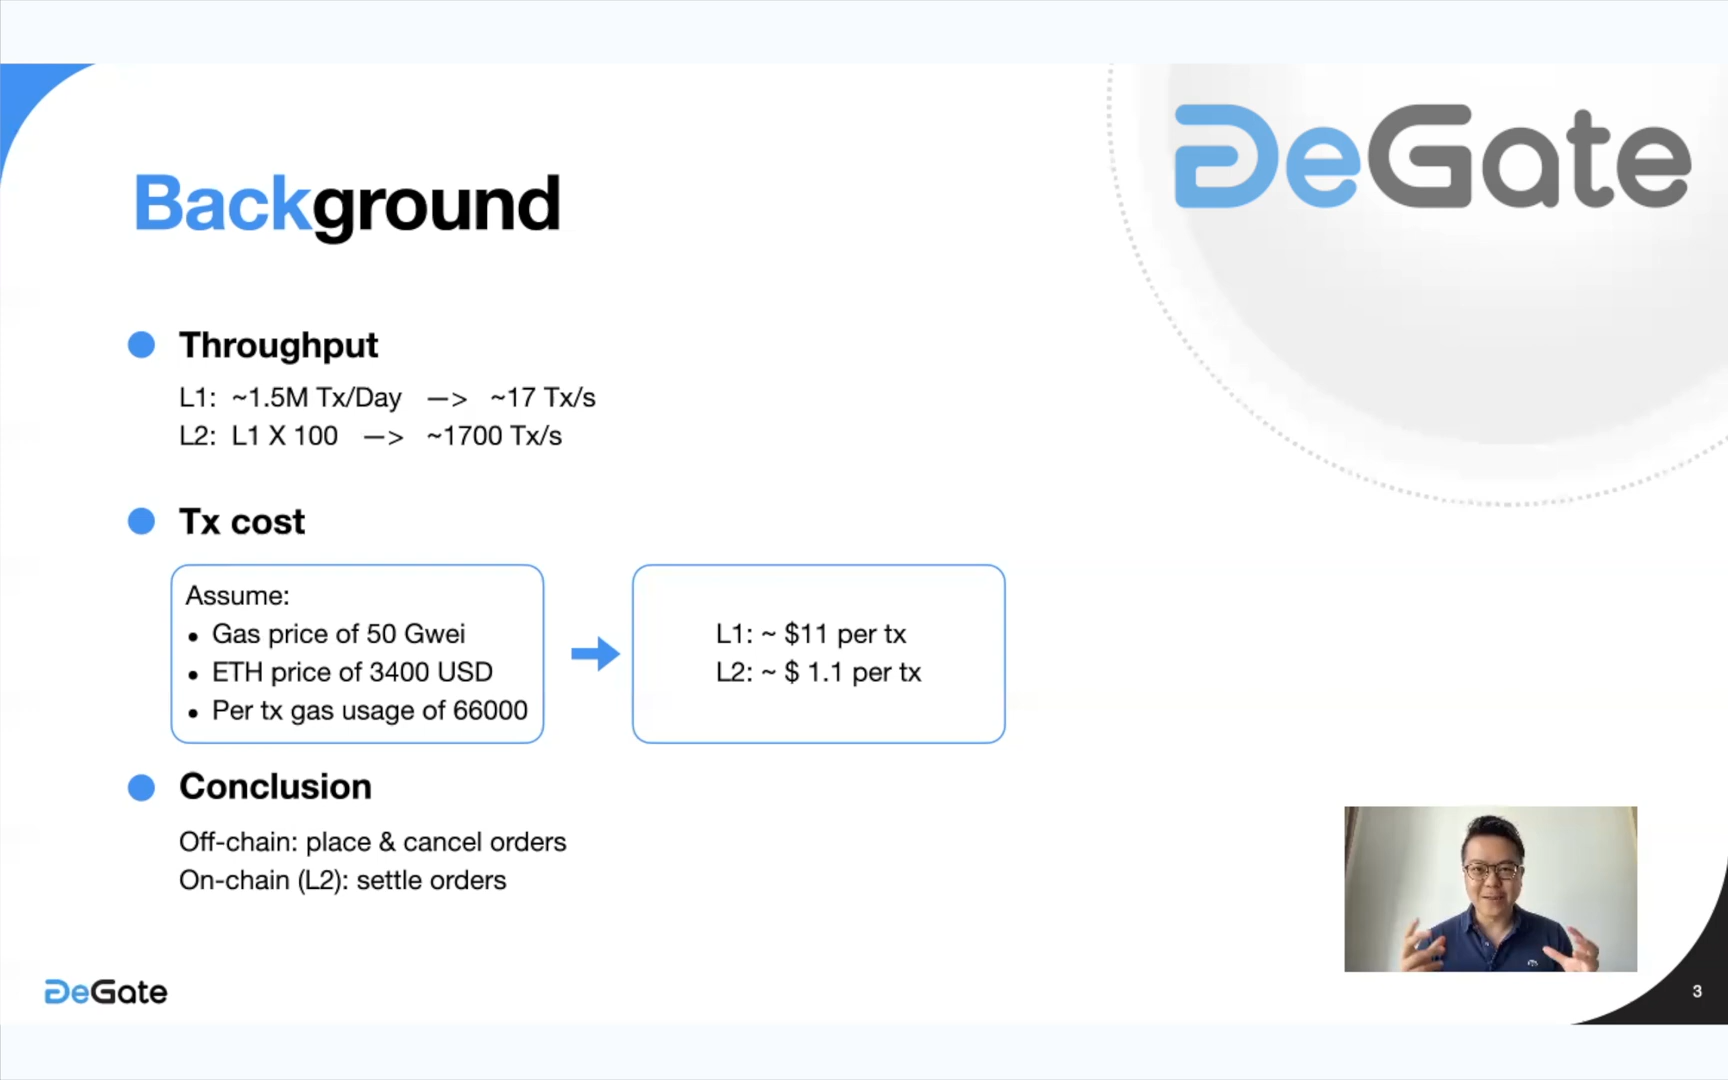 DeGate
Background
Throughput
L1: ~1.5M Tx/Day —> ~17 Tx/s
L2: L1 X 100 —> ~1700 Tx/s
Tx cost
Assume:
• Gas price of 50 Gwei
• ETH price of 3400 USD
• Per tx gas usage of 66000
L1: ~ $11 per tx
L2: ~ $ 1.1 per tx
Conclusion
Off-chain: place & cancel orders
On-chain (L2): settle orders
DeGate
3